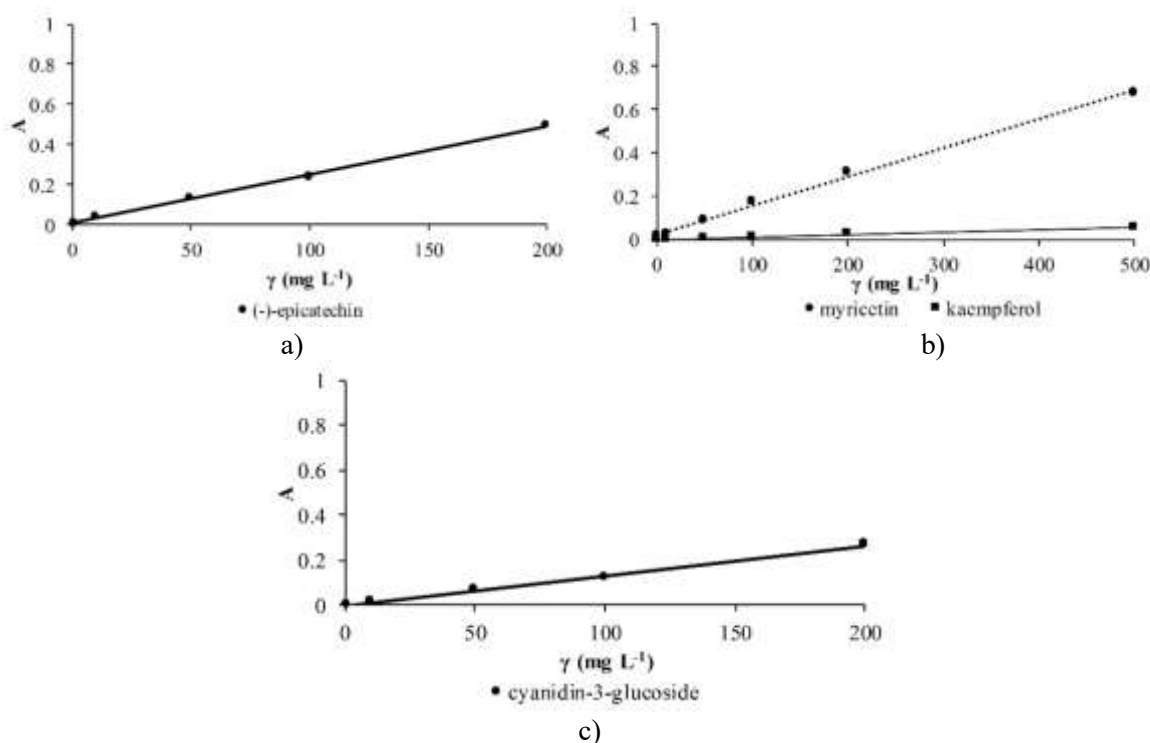 1
0.8
0.6
A
0.4
0.2
0
0 50 100 150 200
γ (mg L-1)
• (-)-epicatechin
a)
1
0.8
0.6
A
0.4
0.2
0
0 100 200 300 400 500
γ (mg L-1)
• myricctin ■ kacmpferol
b)
1
0.8
0.6
A
0.4
0.2
0
0 50 100 150 200
γ (mg L-1)
• cyanidin-3-glucoside
c)